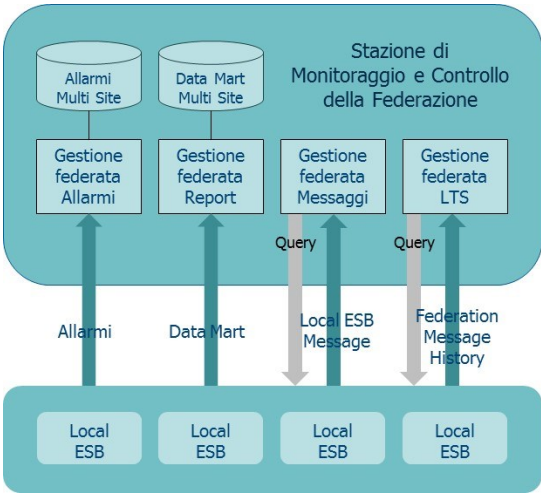 Stazione di
Monitoraggio e Controllo
della Federazione
Allarmi
Multi Site
Data Mart
Multi Site
Gestione
federata
Allarmi
Gestione
federata
Report
Gestione
federata
Messaggi
Gestione
federata
LTS
Query
Query
Allarmi
Data Mart
Local ESB
Message
Federation
Message
History
Local
ESB
Local
ESB
Local
ESB
Local
ESB